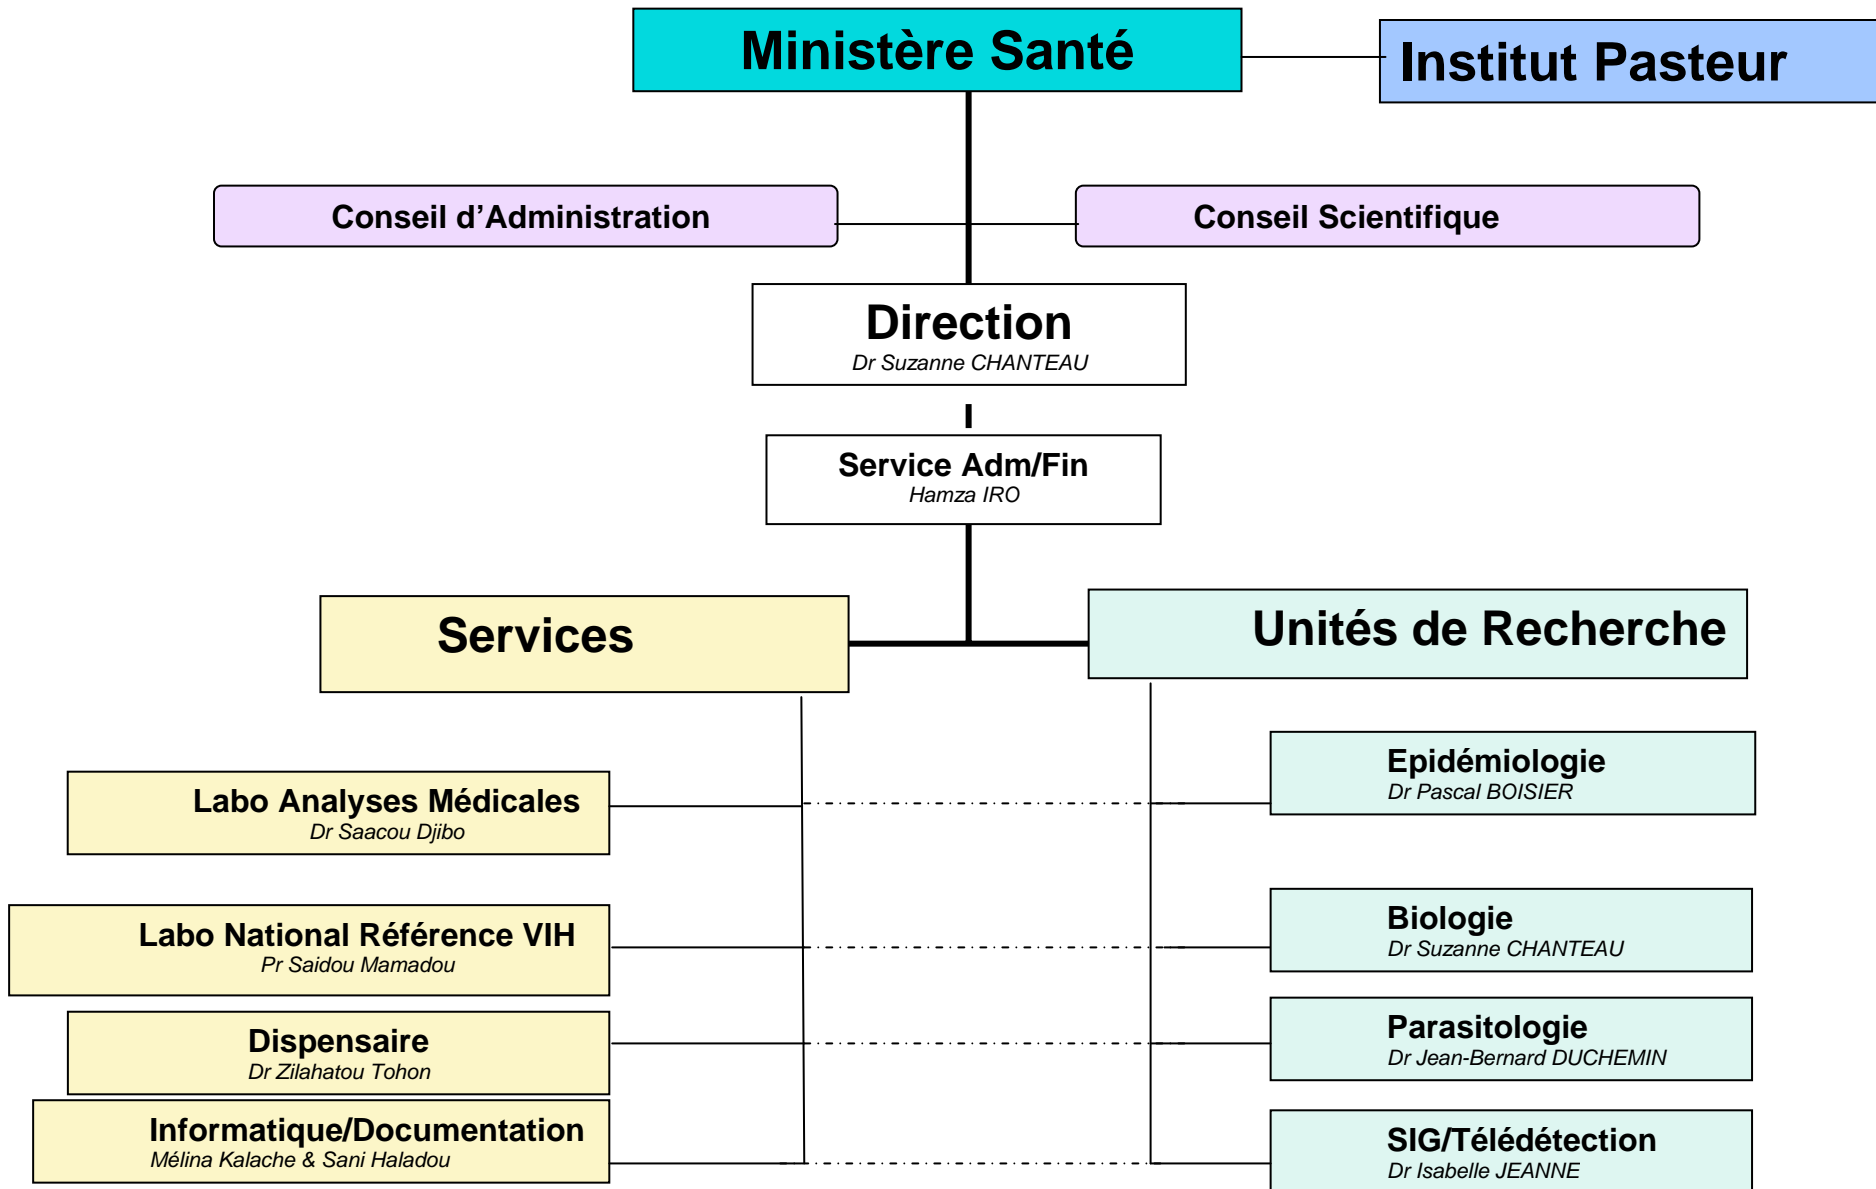 Ministère Santé
Institut Pasteur
Conseil d’Administration
Conseil Scientifique
Direction
Dr Suzanne CHANTEAU
Service Adm/Fin
Hamza IRO
Services
Unités de Recherche
Labo Analyses Médicales
Dr Saacou Djibo
Labo National Référence VIH
Pr Saidou Mamadou
Dispensaire
Dr Zilahatou Tohon
Informatique/Documentation
Mélina Kalache & Sani Haladou
Epidémiologie
Dr Pascal BOISIER
Biologie
Dr Suzanne CHANTEAU
Parasitologie
Dr Jean-Bernard DUCHEMIN
SIG/Télédétection
Dr Isabelle JEANNE